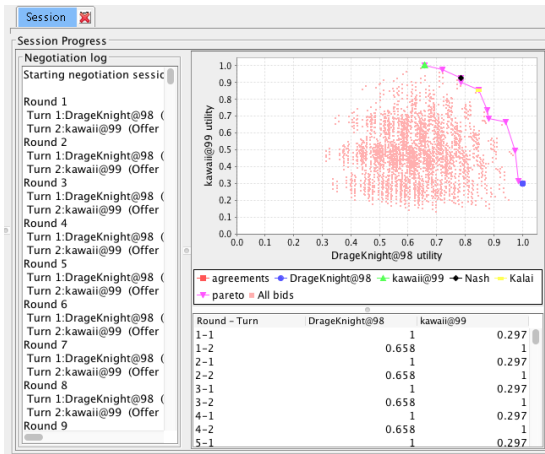 Session
Session Progress
Negotiation log
Starting negotiation sessic
Round 1
Turn 1:DrageKnight@98 (
Turn 2:kawaii@99 (Offer
Round 2
Turn 1:DrageKnight@98 (
Turn 2:kawaii@99 (Offer
Round 3
Turn 1:DrageKnight@98 (
Turn 2:kawaii@99 (Offer
Round 4
Turn 1:DrageKnight@98 (
Turn 2:kawaii@99 (Offer
Round 5
Turn 1:DrageKnight@98 (
Turn 2:kawaii@99 (Offer
Round 6
Turn 1:DrageKnight@98 (
Turn 2:kawaii@99 (Offer
Round 7
Turn 1:DrageKnight@98 (
Turn 2:kawaii@99 (Offer
Round 8
Turn 1:DrageKnight@98 (
Turn 2:kawaii@99 (Offer
Round 9
kawaii@99 utility
1.0
0.9
0.8
0.7
0.6
0.5
0.4
0.3
0.2
0.1
0.0
0.0 0.1 0.2 0.3 0.4 0.5 0.6 0.7 0.8 0.9 1.0
DrageKnight@98 utility
agreements DrageKnight@98 kawaii@99 Nash Kalai
pareto All bids
Round - Turn DrageKnight@98 kawaii@99
1-1 1 0.297
1-2 0.658 1
2-1 1 0.297
2-2 0.658 1
3-1 1 0.297
3-2 0.658 1
4-1 1 0.297
4-2 0.658 1
5-1 1 0.297